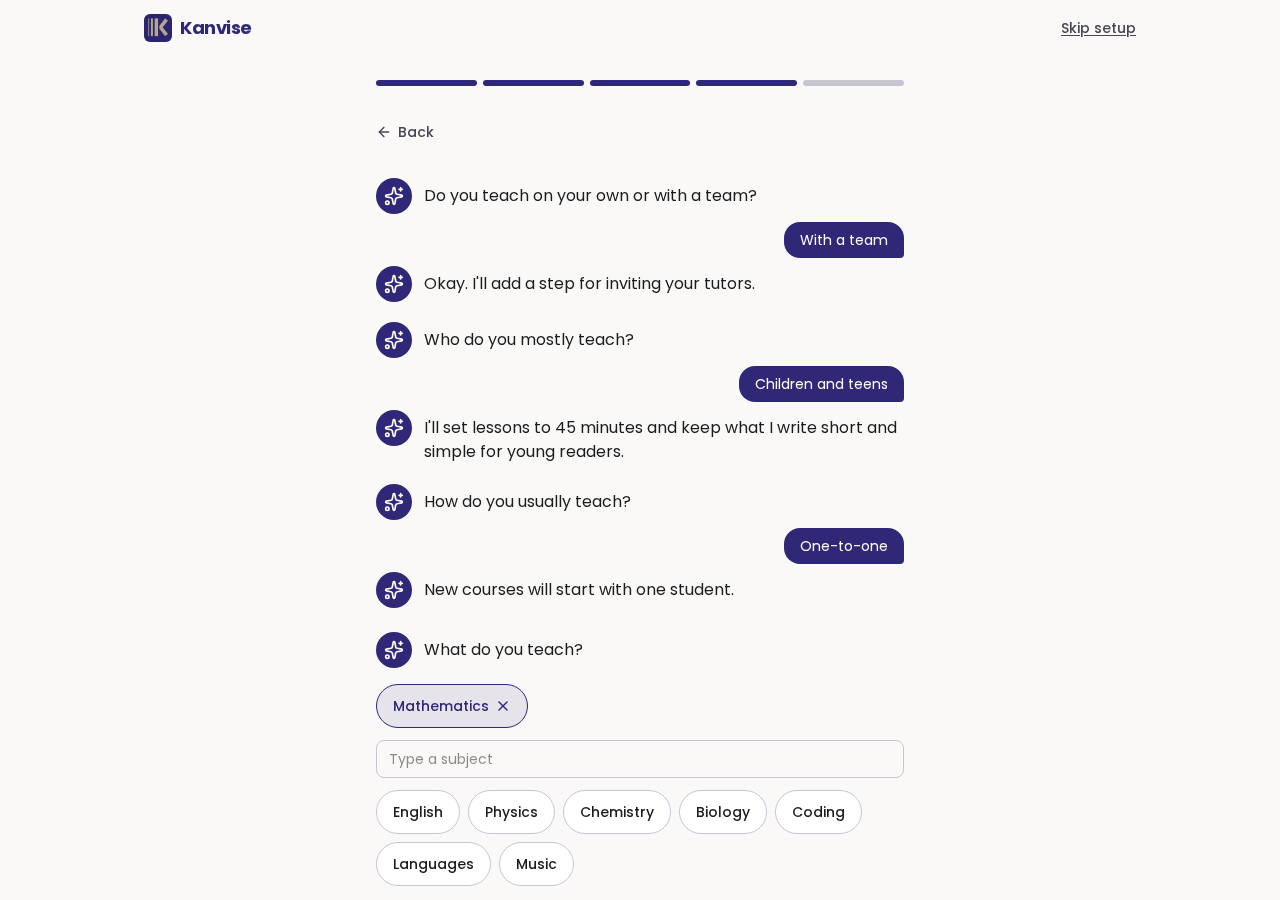 Kanvise
Skip setup
Back
Do you teach on your own or with a team?
With a team
Okay. I'll add a step for inviting your tutors.
Who do you mostly teach?
Children and teens
I'll set lessons to 45 minutes and keep what I write short and
simple for young readers.
How do you usually teach?
One-to-one
New courses will start with one student.
What do you teach?
Mathematics
Type a subject
English Physics Chemistry Biology Coding
Languages Music